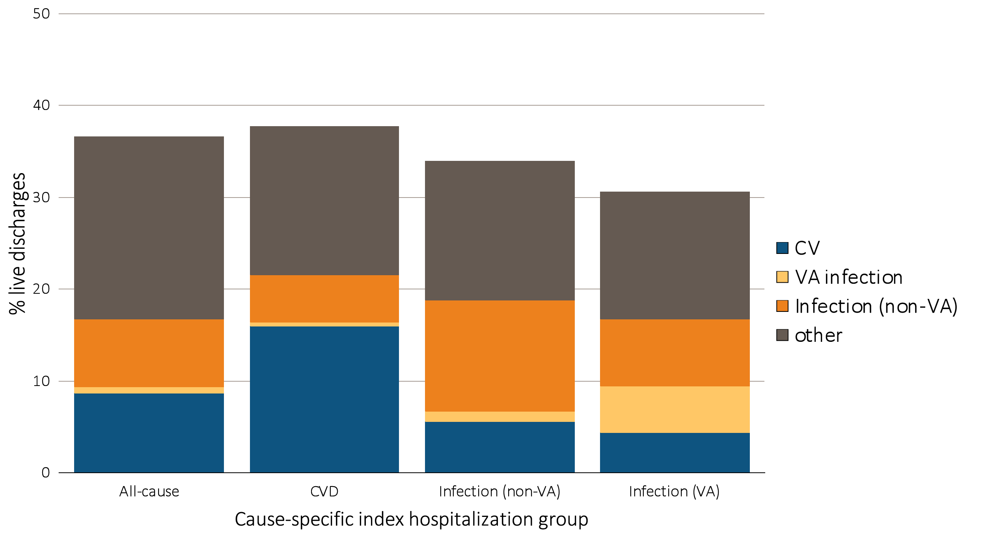 % live discharges
50
40
30
20
10
0
All-cause
CVD
Infection (non-VA)
Infection (VA)
Cause-specific index hospitalization group
CV
VA infection
Infection (non-VA)
other